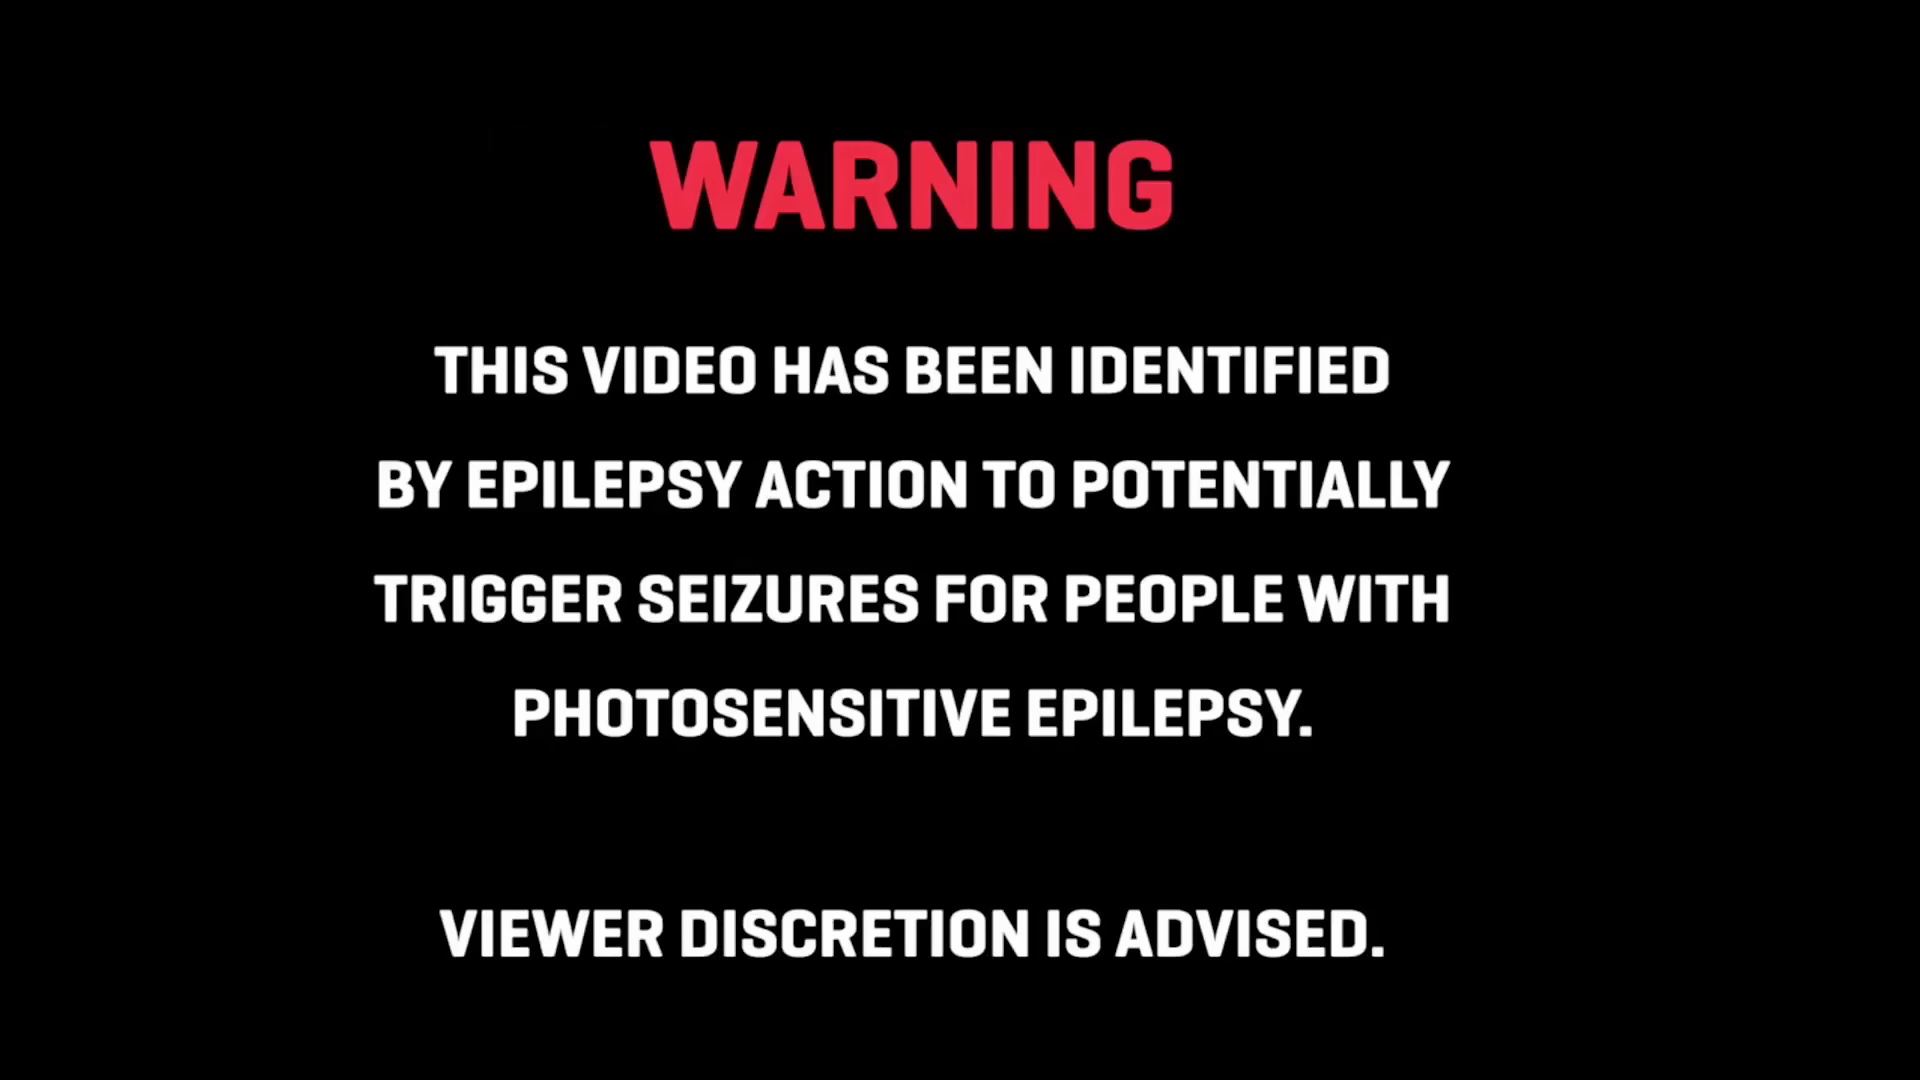 WARNING
THIS VIDEO HAS BEEN IDENTIFIED
BY EPILEPSY ACTION TO POTENTIALLY
TRIGGER SEIZURES FOR PEOPLE WITH
PHOTOSENSITIVE EPILEPSY.
VIEWER DISCRETION IS ADVISED.